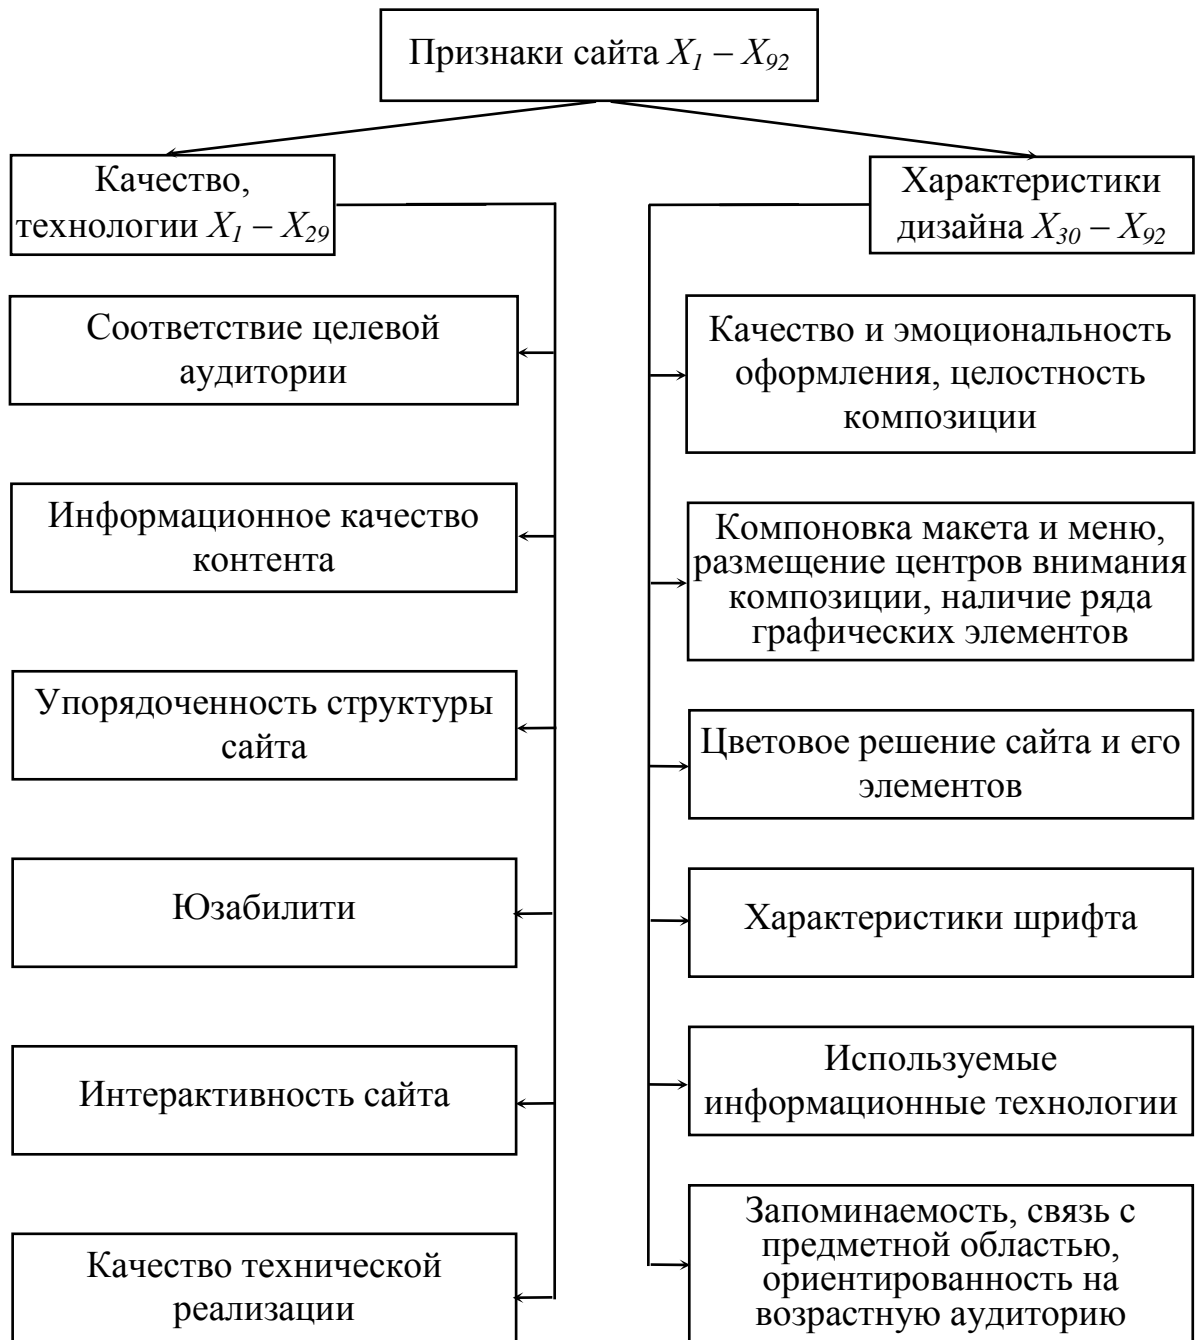 Признаки сайта X1 – X92
Качество,
технологии X1 – X29
Характеристики
дизайна X30 – X92
Соответствие целевой
аудитории
Информационное качество
контента
Упорядоченность структуры
сайта
Юзабилити
Интерактивность сайта
Качество технической
реализации
Качество и эмоциональность
оформления, целостность
композиции
Компоновка макета и меню,
размещение центров внимания
композиции, наличие ряда
графических элементов
Цветовое решение сайта и его
элементов
Характеристики шрифта
Используемые
информационные технологии
Запоминаемость, связь с
предметной областью,
ориентированность на
возрастную аудиторию